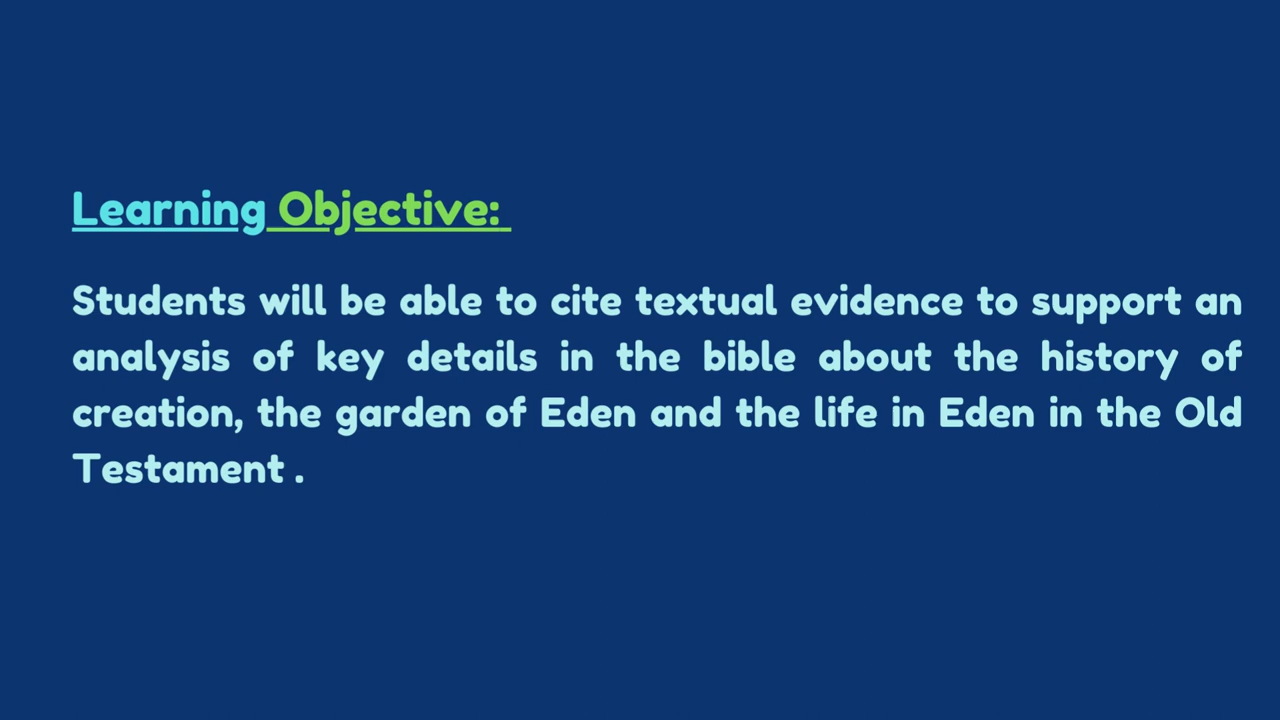 Learning Objective:
Students will be able to cite textual evidence to support an
analysis of key details in the bible about the history of
creation, the garden of Eden and the life in Eden in the Old
Testament .